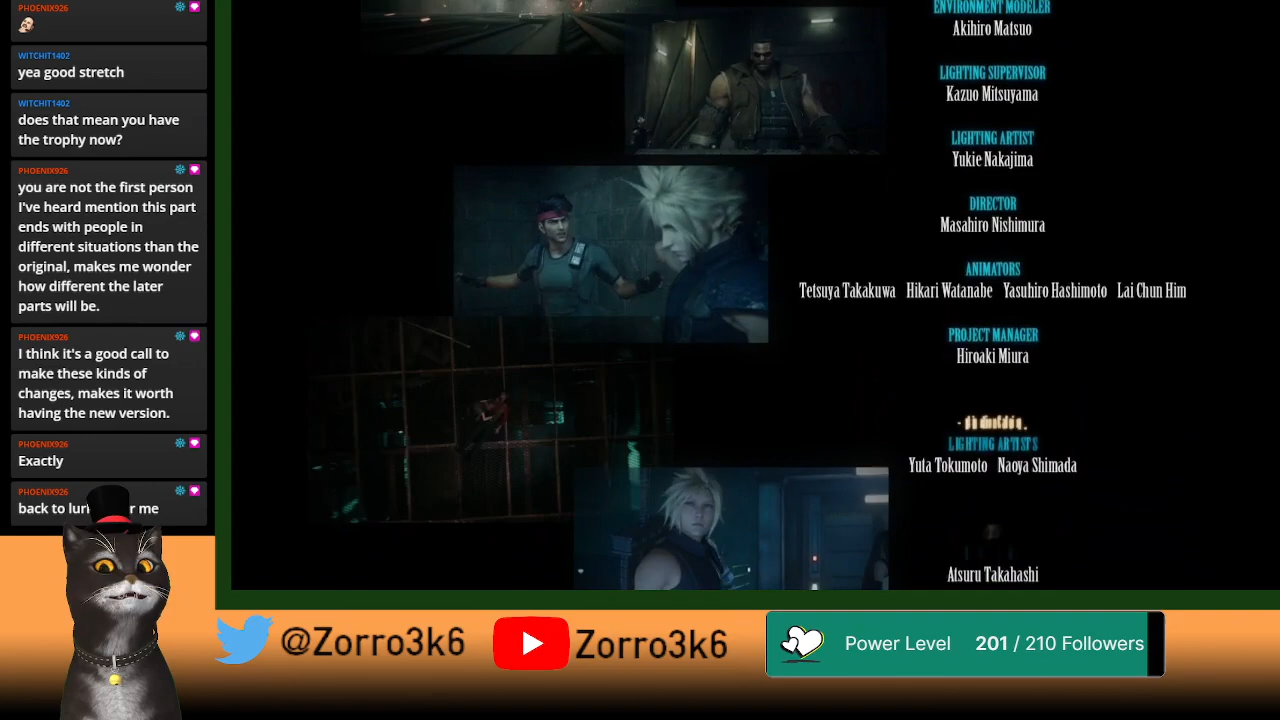 PHOENIX926
WITCHIT1402
yea good stretch
WITCHIT1402
does that mean you have
the trophy now?
PHOENIX926
you are not the first person
I've heard mention this part
ends with people in
different situations than the
original, makes me wonder
how different the later
parts will be.
PHOENIX926
I think it's a good call to
make these kinds of
changes, makes it worth
having the new version.
PHOENIX926
Exactly
PHOENIX926
back to me
ENVIRONMENT MODELER
Akihiro Matsuo
LIGHTING SUPERVISOR
Kazuo Mitsuyama
LIGHTING ARTIST
Yukie Nakajima
DIRECTOR
Masahiro Nishimura
ANIMATORS
Tetsuya Takakuwa Hikari Watanabe Yasuhiro Hashimoto Lai Chun Him
PROJECT MANAGER
Hiroaki Miura
LIGHTING ARTISTS
Yuta Tokumoto Naoya Shimada
Atsuru Takahashi
@Zorro3k6
Zorro3k6
Power Level 201 / 210 Followers